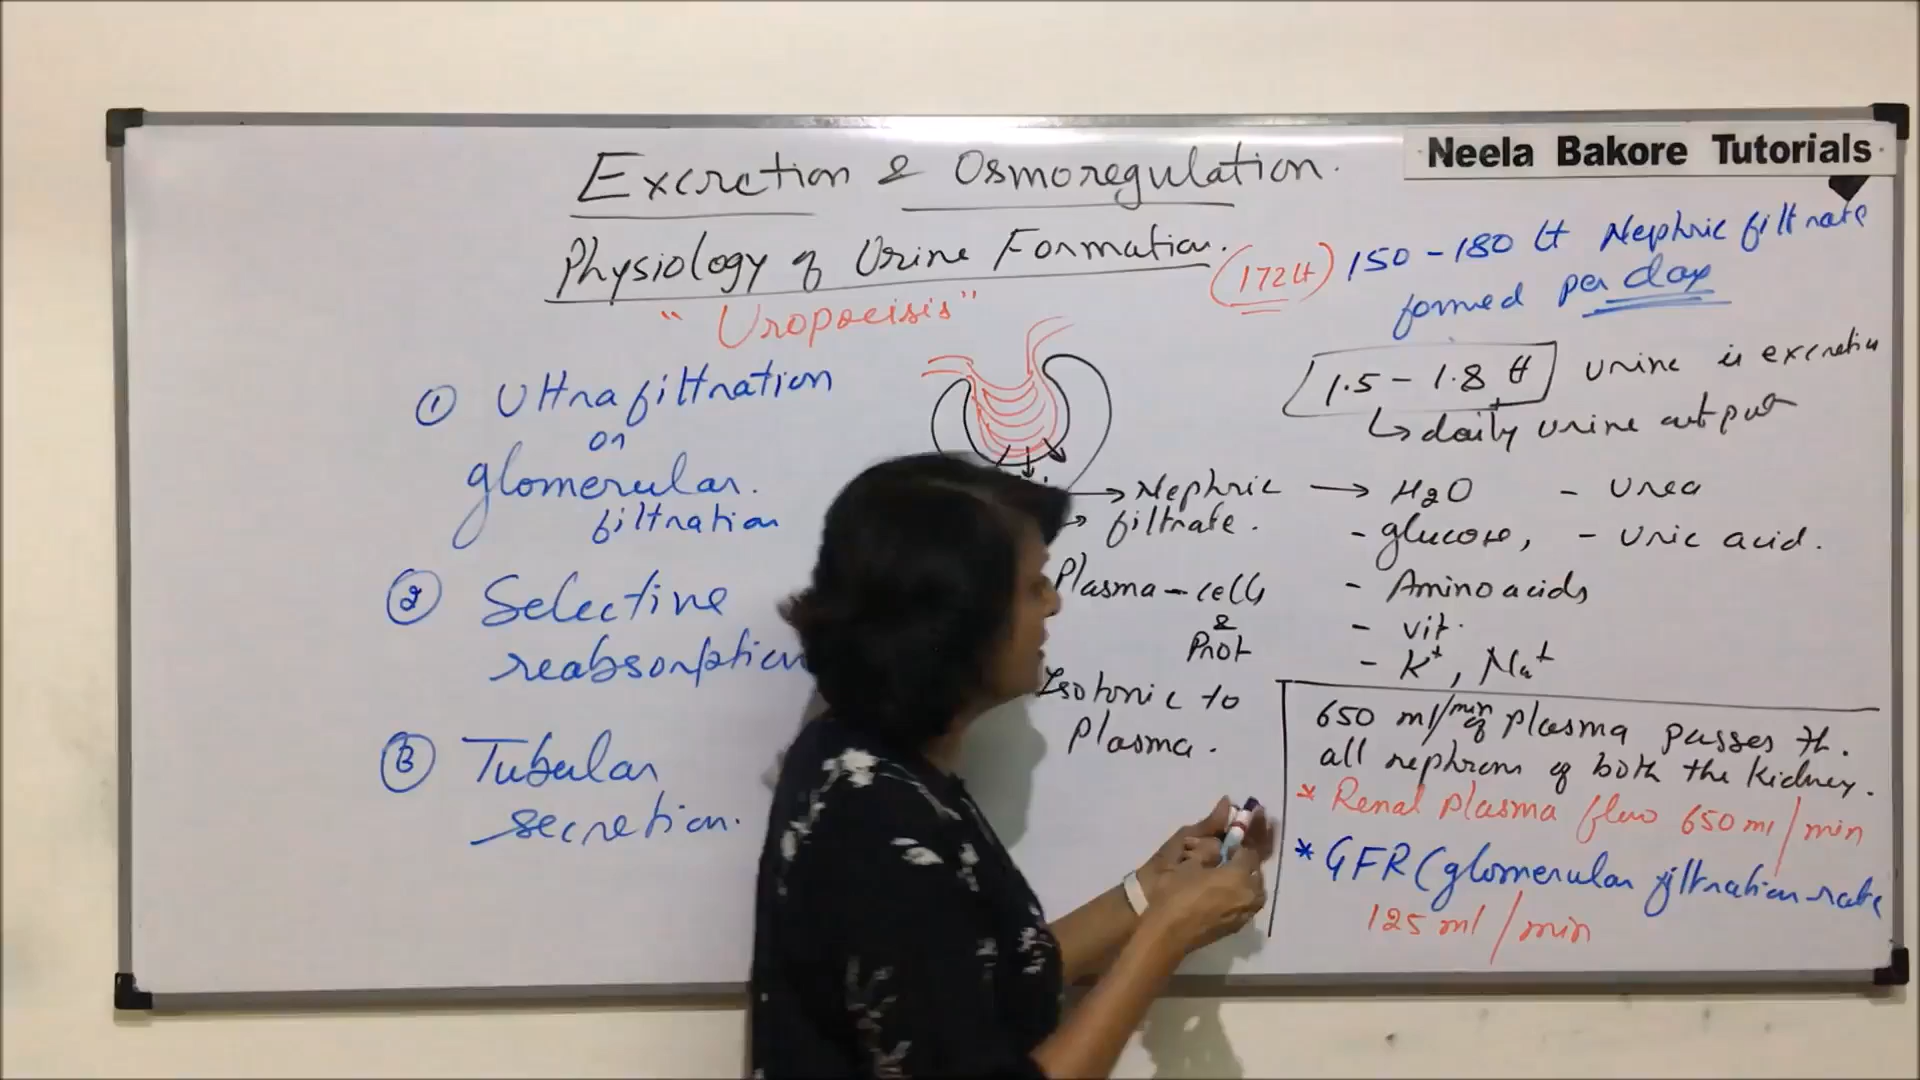 Neela Bakore Tutorials
Excretion & Osmoregulation.
Physiology of Urine Formation.
"Uropoeisis"
① Ultrafiltration
or
glomerular.
filtration
② Selective
reabsorption
③ Tubular
secretion.
Nephric
filtrate.
Plasma - cells
&
Prot
Isotonic to
Plasma.
(172 lt) 150 - 180 lt Nephric filtrate
formed per day
1.5 - 1.8 lt urine is excretin
↳ daily urine output
→ H2O - urea
- glucose, - uric acid.
- Amino acids
- vit.
- K+, Na+
650 ml/min of plasma passes th.
all nephrons of both the kidney.
* Renal plasma flow 650 ml/min
* GFR (glomerular filtration rate
125 ml/min